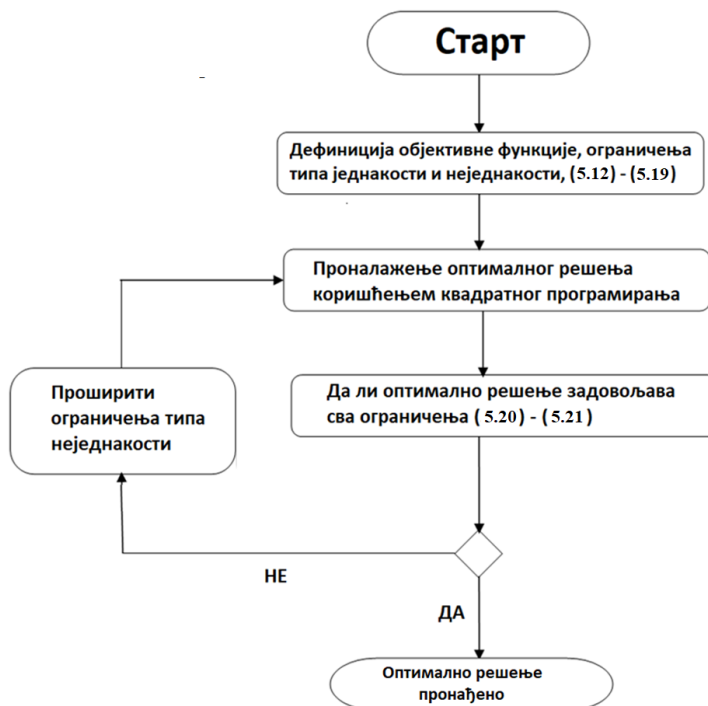 Старт
Дефиниција објективне функције, ограничења
типа једнакости и неједнакости, (5.12) - (5.19)
Проналажење оптималног решења
коришћењем квадратног програмирања
Проширити
ограничења типа
неједнакости
Да ли оптимално решење задовољава
сва ограничења (5.20) - (5.21)
НЕ
ДА
Оптимално решење
пронађено